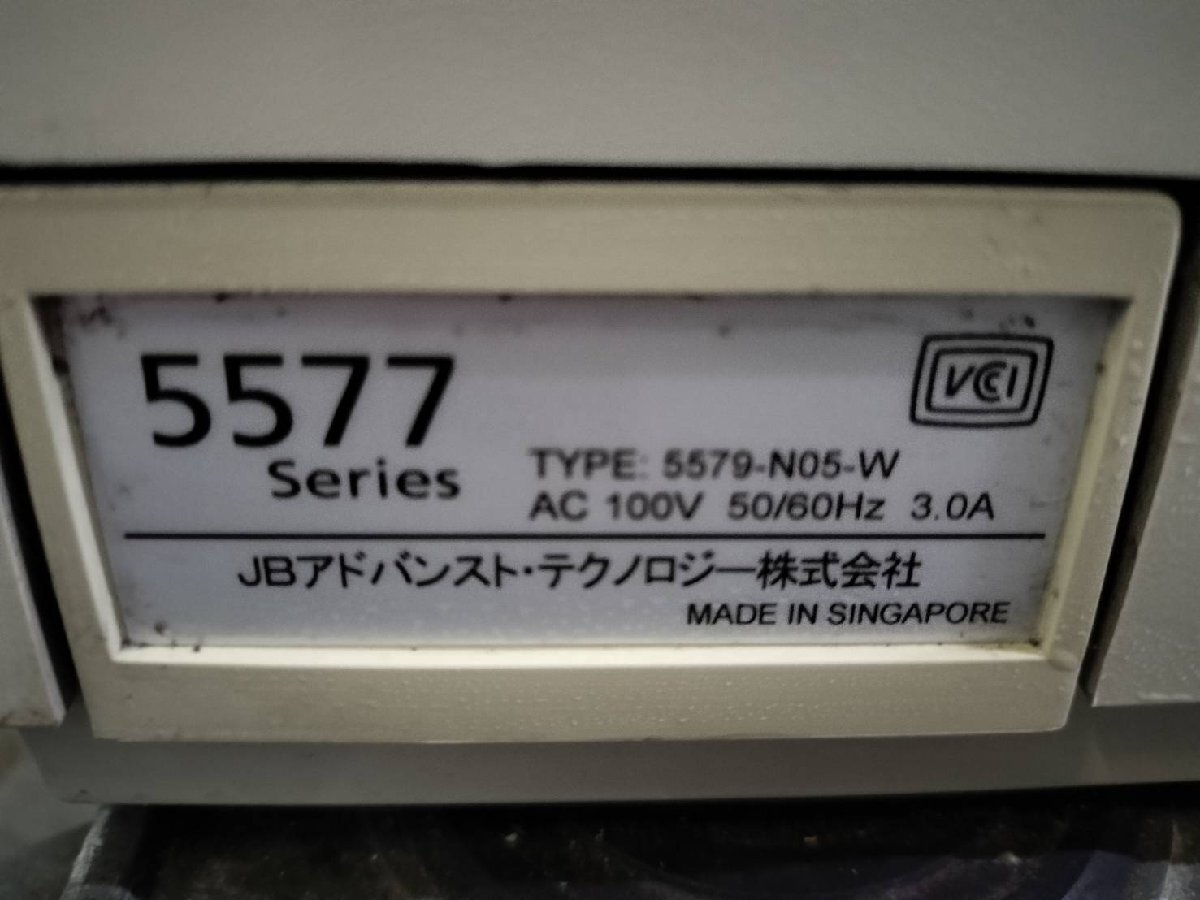 5577
Series
VCCI
TYPE: 5579-N05-W
AC 100V 50/60Hz 3.0A
JBアドバンスト・テクノロジー株式会社
MADE IN SINGAPORE